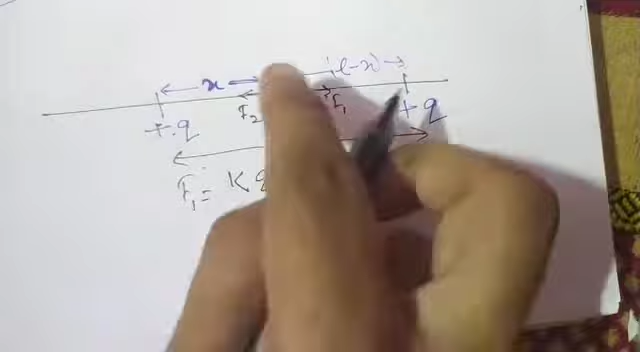 x (l-x)
F₂ F₁
+q +q
F₁ = K